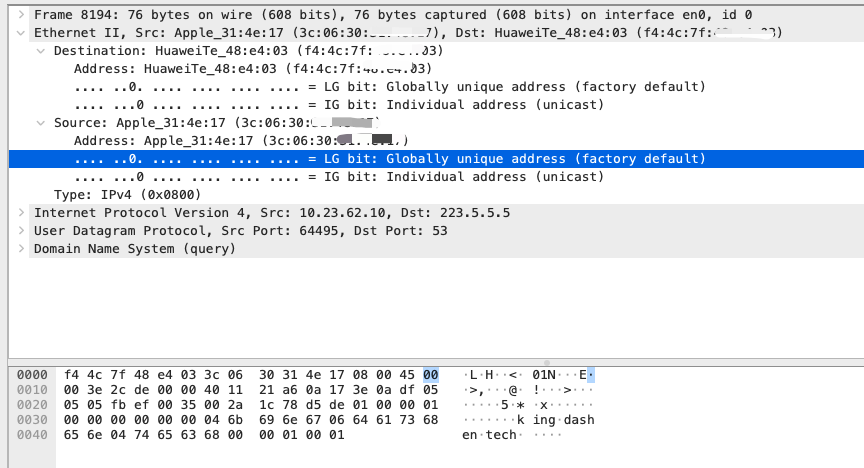 Frame 8194: 76 bytes on wire (608 bits), 76 bytes captured (608 bits) on interface en0, id 0
Ethernet II, Src: Apple_31:4e:17 (3c:06:30: 7), Dst: HuaweiTe_48:e4:03 (f4:4c:7f: 3)
Destination: HuaweiTe_48:e4:03 (f4:4c:7f: 03)
Address: HuaweiTe_48:e4:03 (f4:4c:7f: 03)
.... ..0. .... .... .... .... = LG bit: Globally unique address (factory default)
.... ...0 .... .... .... .... = IG bit: Individual address (unicast)
Source: Apple_31:4e:17 (3c:06:30: )
Address: Apple_31:4e:17 (3c:06:30: )
.... ..0. .... .... .... .... = LG bit: Globally unique address (factory default)
.... ...0 .... .... .... .... = IG bit: Individual address (unicast)
Type: IPv4 (0x0800)
Internet Protocol Version 4, Src: 10.23.62.10, Dst: 223.5.5.5
User Datagram Protocol, Src Port: 64495, Dst Port: 53
Domain Name System (query)
0000 f4 4c 7f 48 e4 03 3c 06 30 31 4e 17 08 00 45 00 ·L·H··<· 01N···E·
0010 00 3e 2c de 00 00 40 11 21 a6 0a 17 3e 0a df 05 ·>,···@· !···>···
0020 05 05 fb ef 00 35 00 2a 1c 78 d5 de 01 00 00 01 ·····5·* ·x······
0030 00 00 00 00 00 00 04 6b 69 6e 67 06 64 61 73 68 ·······k ing·dash
0040 65 6e 04 74 65 63 68 00 00 01 00 01 en·tech· ····